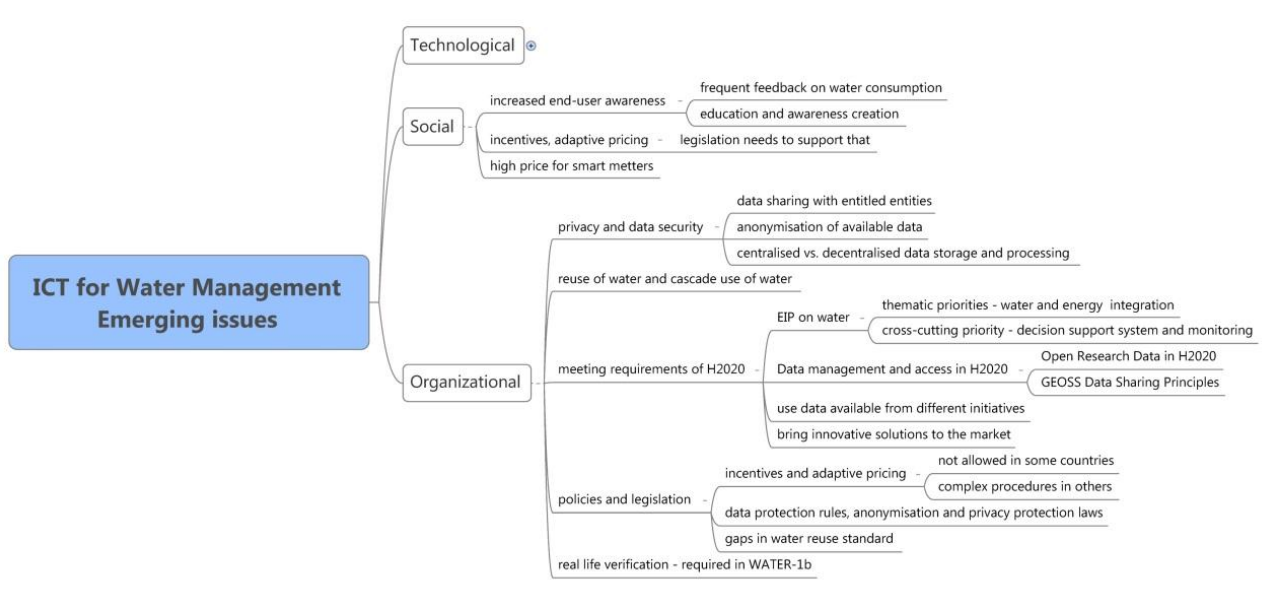 ICT for Water Management
Emerging issues
Technological
Social
increased end-user awareness
frequent feedback on water consumption
education and awareness creation
incentives, adaptive pricing
legislation needs to support that
high price for smart metters
Organizational
privacy and data security
data sharing with entitled entities
anonymisation of available data
centralised vs. decentralised data storage and processing
reuse of water and cascade use of water
meeting requirements of H2020
EIP on water
thematic priorities - water and energy integration
cross-cutting priority - decision support system and monitoring
Data management and access in H2020
Open Research Data in H2020
GEOSS Data Sharing Principles
use data available from different initiatives
bring innovative solutions to the market
policies and legislation
incentives and adaptive pricing
not allowed in some countries
complex procedures in others
data protection rules, anonymisation and privacy protection laws
gaps in water reuse standard
real life verification - required in WATER-1b